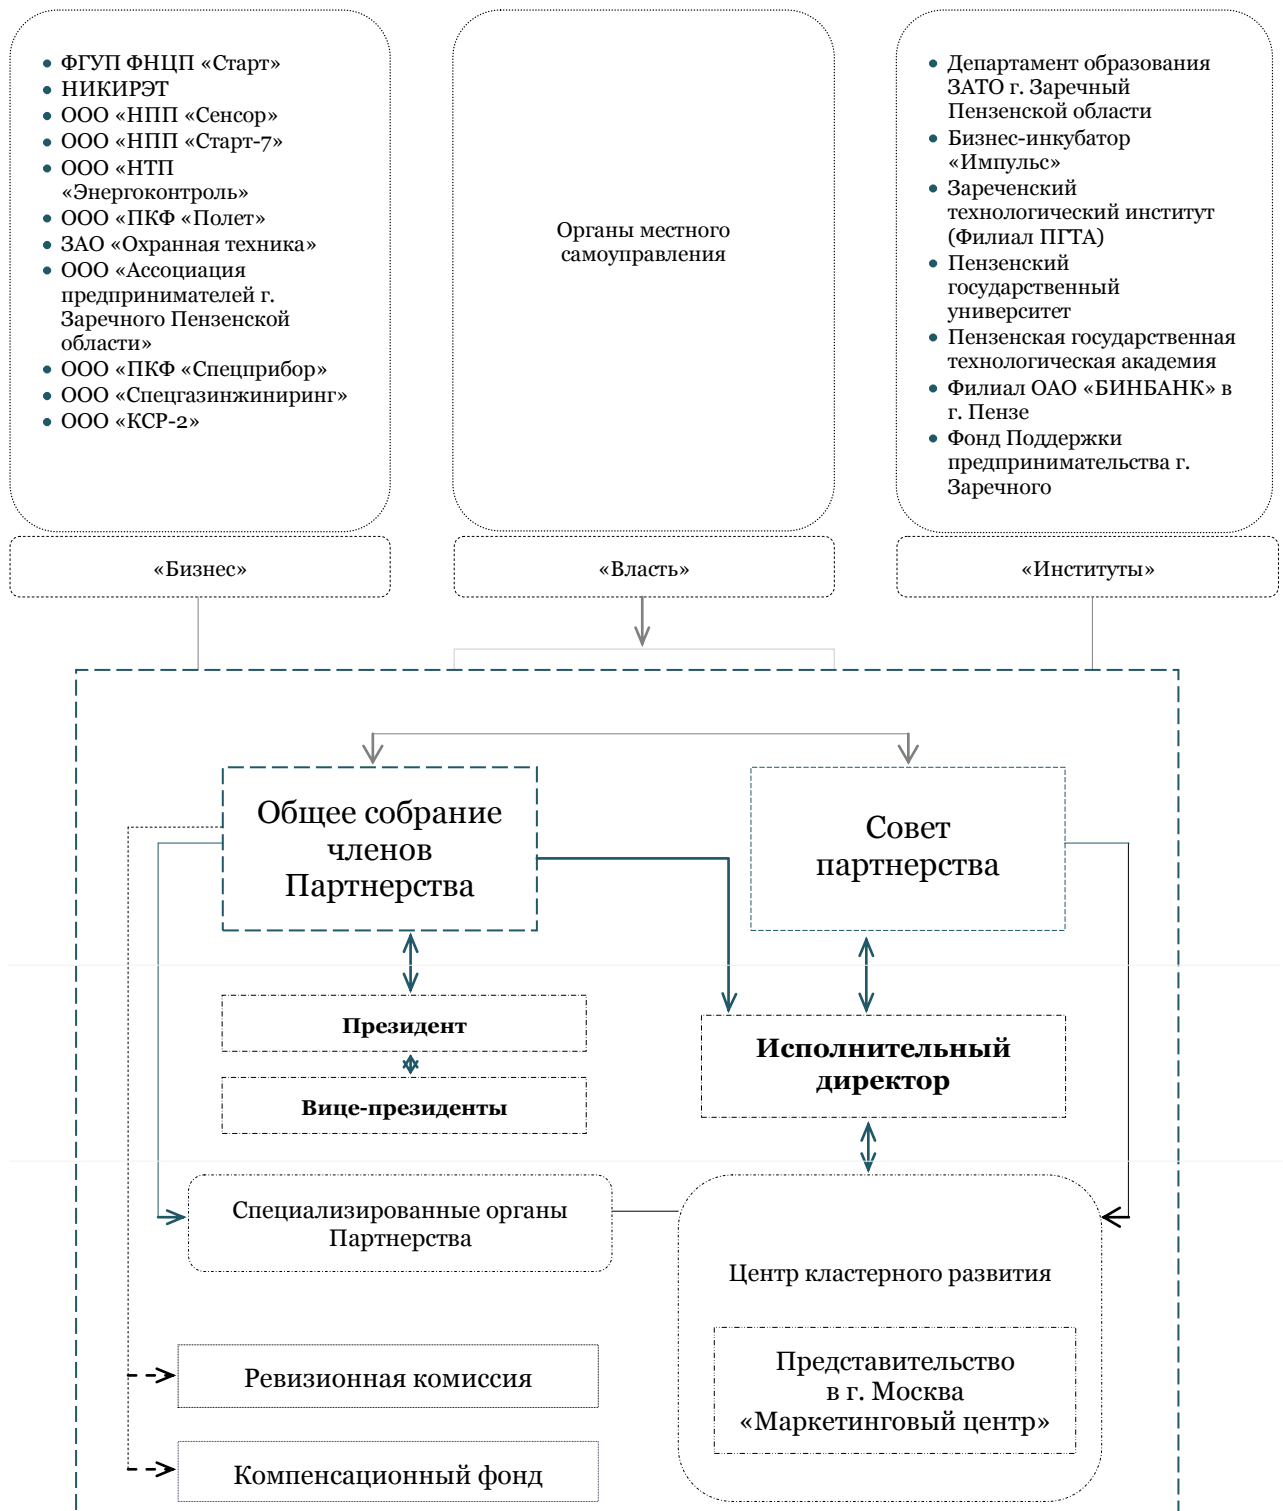 ФГУП ФНЦП «Старт»
НИКИРЭТ
ООО «НПП «Сенсор»
ООО «НПП «Старт-7»
ООО «НТП
«Энергоконтроль»
ООО «ПКФ «Полет»
ЗАО «Охранная техника»
ООО «Ассоциация
предпринимателей г.
Заречного Пензенской
области»
ООО «ПКФ «Спецприбор»
ООО «Спецгазинжиниринг»
ООО «КСР-2»
«Бизнес»
Органы местного
самоуправления
«Власть»
Департамент образования
ЗАТО г. Заречный
Пензенской области
Бизнес-инкубатор
«Импульс»
Зареченский
технологический институт
(Филиал ПГТА)
Пензенский
государственный
университет
Пензенская государственная
технологическая академия
Филиал ОАО «БИНБАНК» в
г. Пензе
Фонд Поддержки
предпринимательства г.
Заречного
«Институты»
Общее собрание
членов
Партнерства
Совет
партнерства
Президент
Вице-президенты
Исполнительный
директор
Специализированные органы
Партнерства
Центр кластерного развития
Представительство
в г. Москва
«Маркетинговый центр»
Ревизионная комиссия
Компенсационный фонд